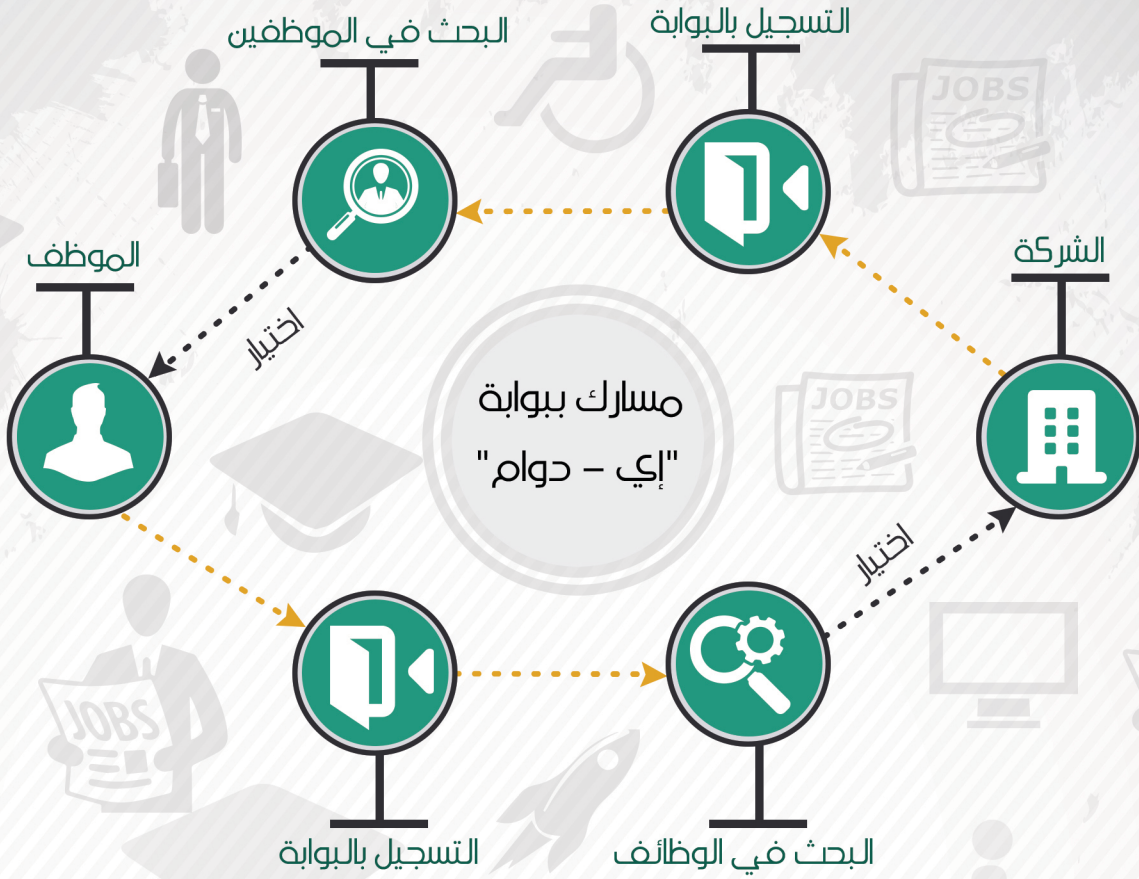 التسجيل بالبوابة
البحث في الموظفين
JOBS
الشركة
الموظف
اختيار
مسارك ببوابة
"إي – دوام"
JOBS
اختيار
JOBS
البحث في الوظائف
التسجيل بالبوابة